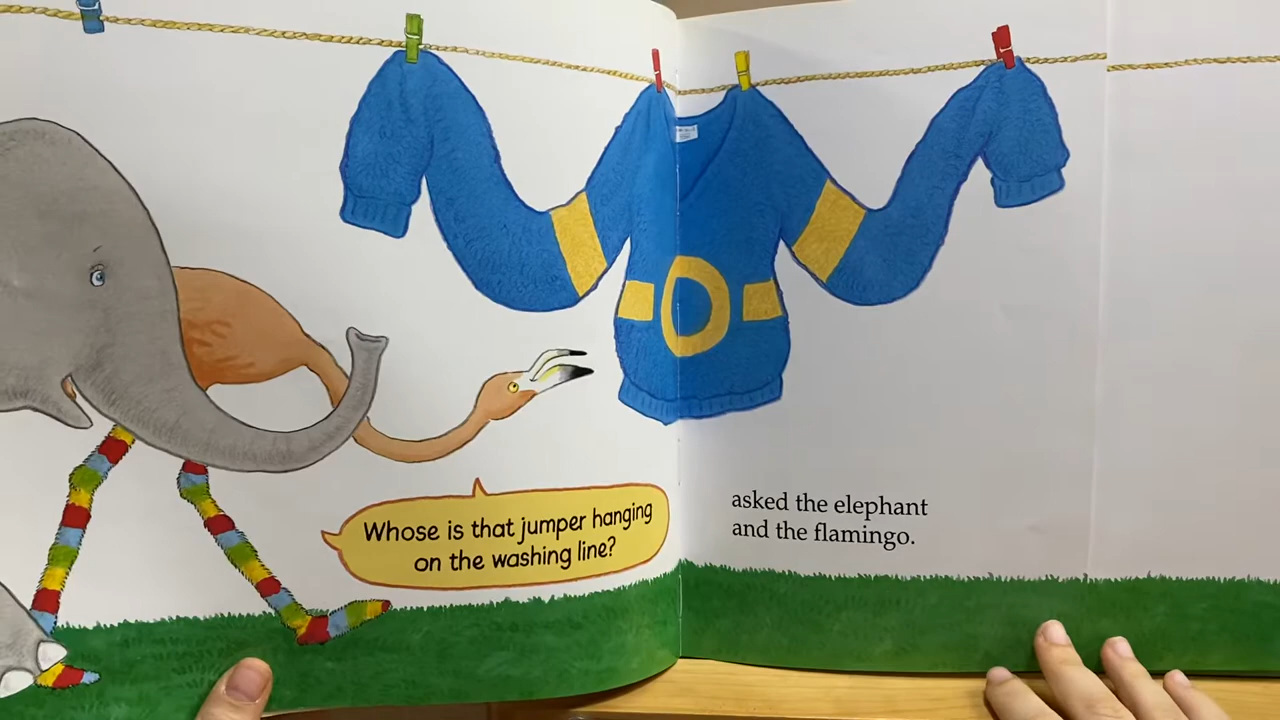 Whose is that jumper hanging
on the washing line?
asked the elephant
and the flamingo.